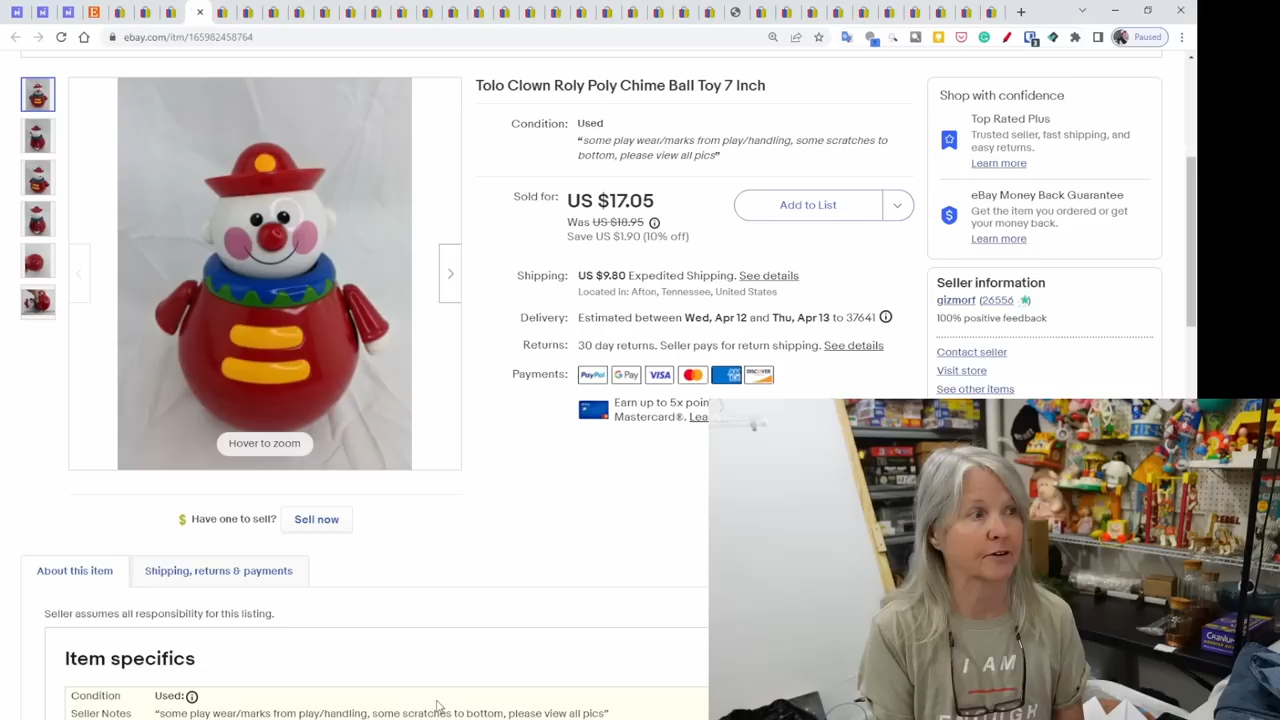 ebay.com/itm/165982458764
Paused
Tolo Clown Roly Poly Chime Ball Toy 7 Inch
Condition: Used
“some play wear/marks from play/handling, some scratches to
bottom, please view all pics”
Sold for: US $17.05
Was US $18.95
Save US $1.90 (10% off)
Add to List
Shipping: US $9.80 Expedited Shipping. See details
Located in: Afton, Tennessee, United States
Delivery: Estimated between Wed, Apr 12 and Thu, Apr 13 to 37641
Returns: 30 day returns. Seller pays for return shipping. See details
Payments: PayPal G Pay VISA DISCOVER
Earn up to 5x poin
Mastercard®. Lea
Hover to zoom
Have one to sell? Sell now
Shop with confidence
Top Rated Plus
Trusted seller, fast shipping, and
easy returns.
Learn more
eBay Money Back Guarantee
Get the item you ordered or get
your money back.
Learn more
Seller information
gizmorf (26556)
100% positive feedback
Contact seller
Visit store
See other items
About this item
Shipping, returns & payments
Seller assumes all responsibility for this listing.
Item specifics
Condition Used:
Seller Notes “some play wear/marks from play/handling, some scratches to bottom, please view all pics”
I AM
ENOUGH
CRANIUM